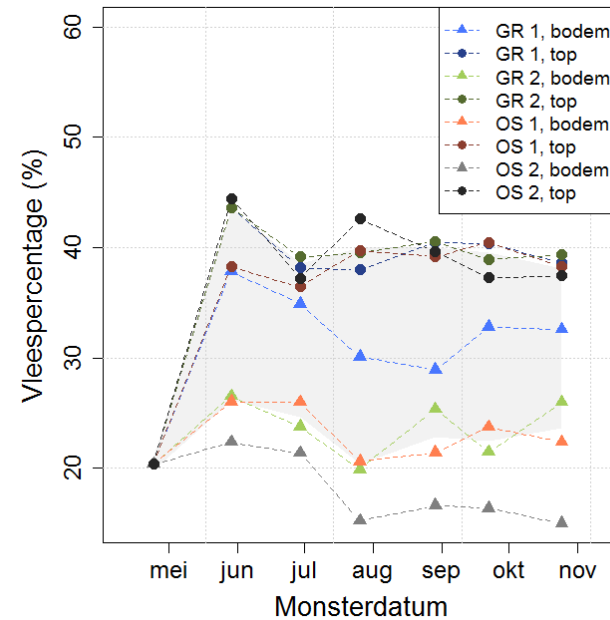 60
50
40
30
20
Vleespercentage (%)
GR 1, bodem
GR 1, top
GR 2, bodem
GR 2, top
OS 1, bodem
OS 1, top
OS 2, bodem
OS 2, top
mei jun jul aug sep okt nov
Monsterdatum